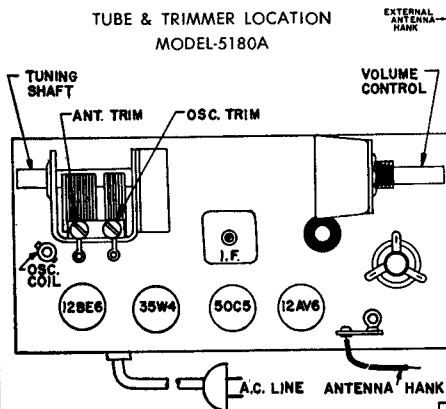 TUBE & TRIMMER LOCATION
MODEL-5180A
EXTERNAL
ANTENNA
HANK
TUNING
SHAFT
VOLUME
CONTROL
ANT. TRIM
OSC. TRIM
I.F.
OSC.
COIL
12BE6
35W4
50C5
12AV6
A.C. LINE
ANTENNA HANK